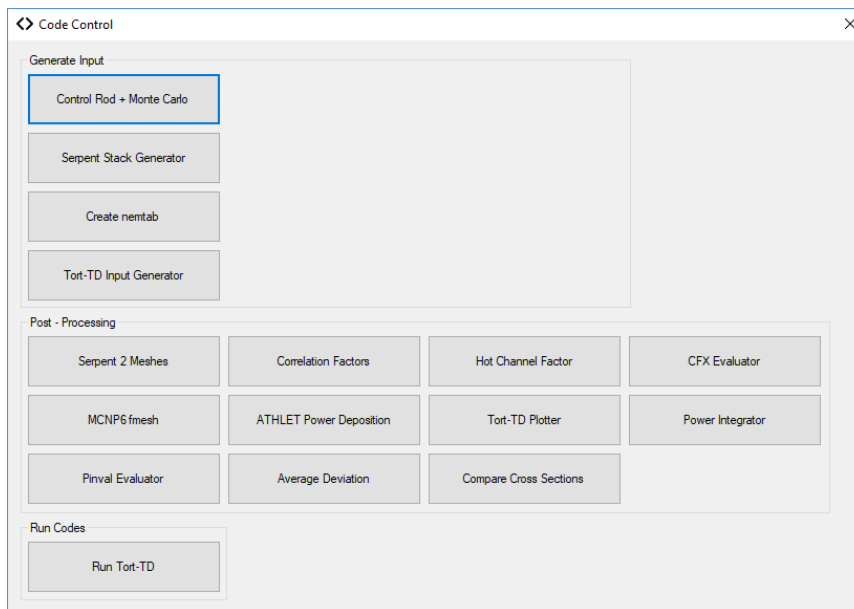 Code Control
Generate Input
Control Rod + Monte Carlo
Serpent Stack Generator
Create nemtab
Tort-TD Input Generator
Post - Processing
Serpent 2 Meshes
Correlation Factors
Hot Channel Factor
CFX Evaluator
MCNP6 fmesh
ATHLET Power Deposition
Tort-TD Plotter
Power Integrator
Pinval Evaluator
Average Deviation
Compare Cross Sections
Run Codes
Run Tort-TD